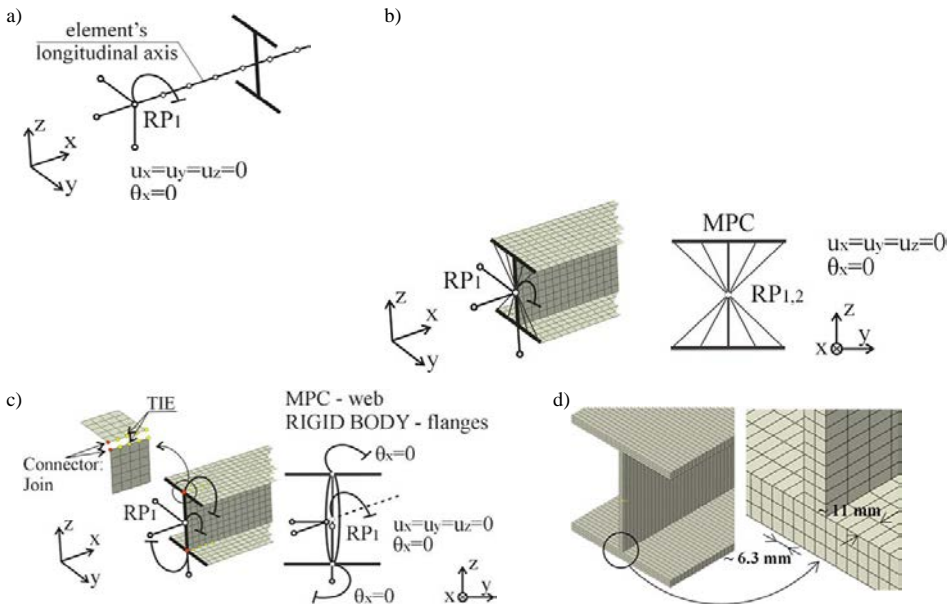 a)
element's
longitudinal axis
RP1
z
x
y
ux=uy=uz=0
θx=0
b)
RP1
z
x
y
MPC
RP1,2
ux=uy=uz=0
θx=0
z
x
y
c)
TIE
Connector:
Join
RP1
z
x
y
MPC - web
RIGID BODY - flanges
θx=0
RP1
ux=uy=uz=0
θx=0
θx=0
z
x
y
d)
~ 11 mm
~ 6.3 mm